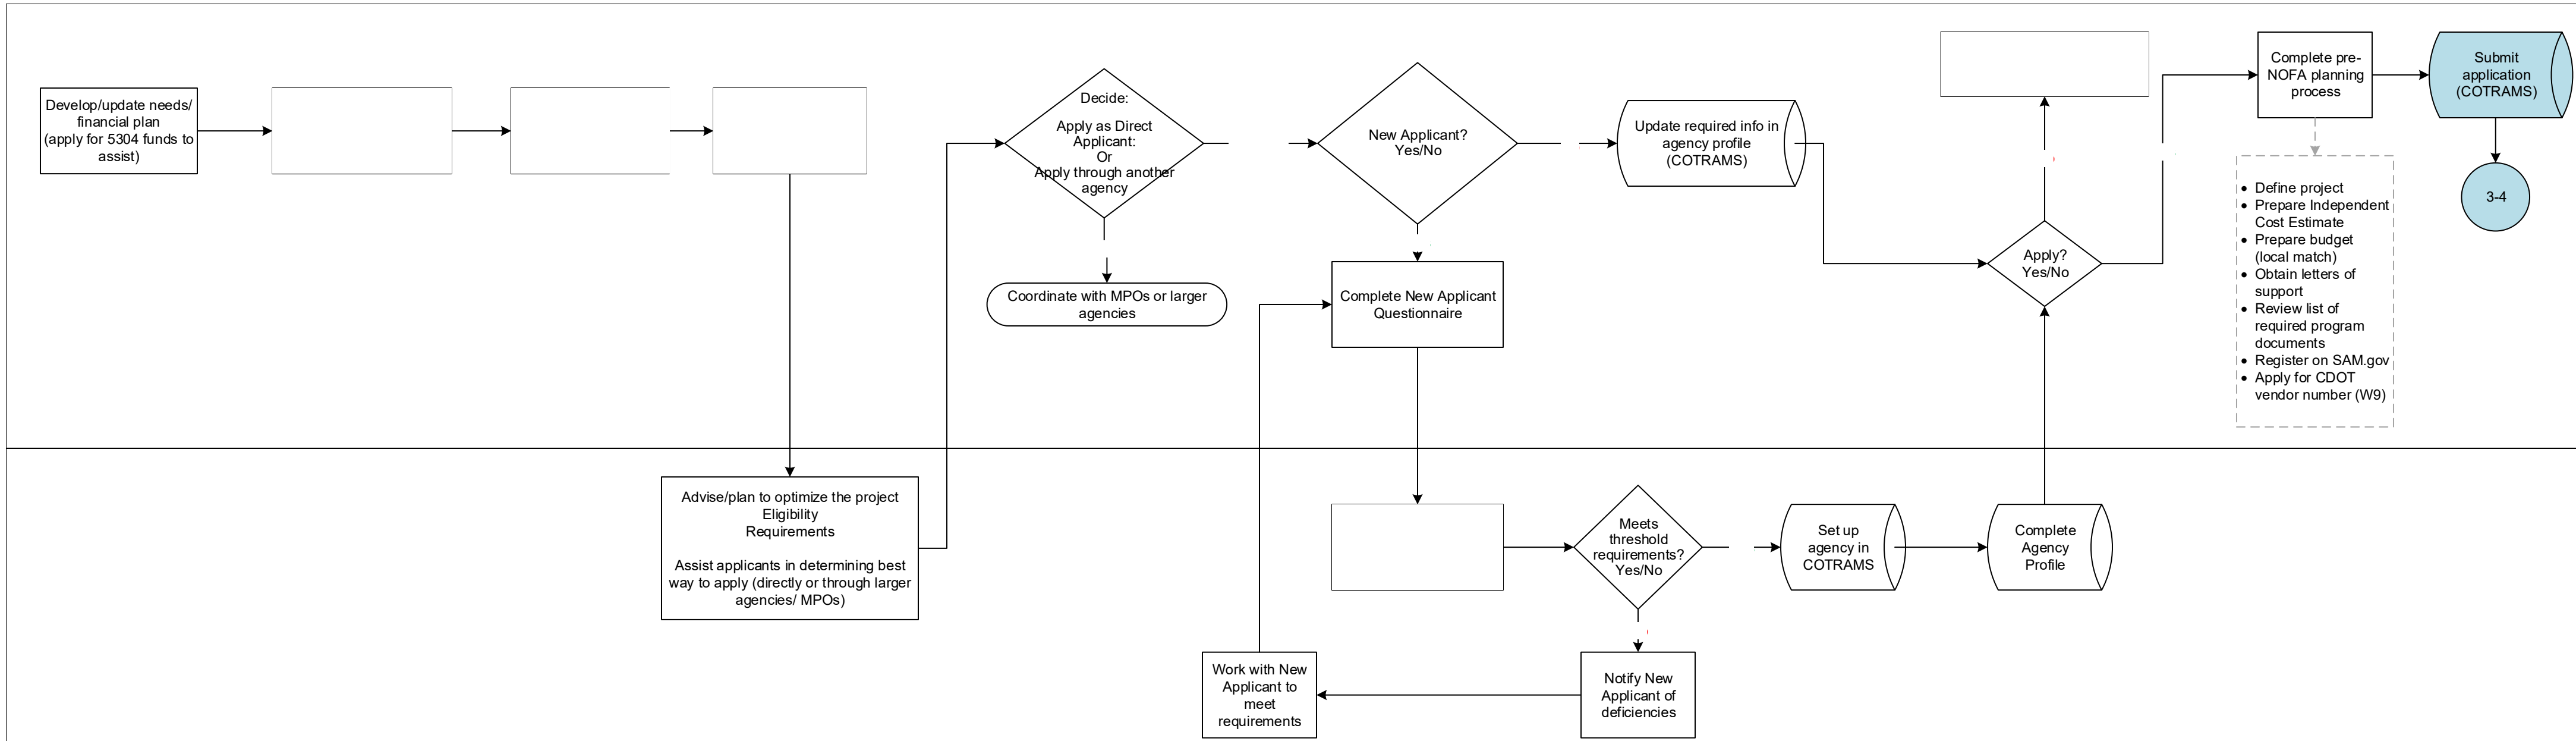 Develop/update needs/
financial plan
(apply for 5304 funds to
assist)
Decide:
Apply as Direct
Applicant:
Or
Apply through another
agency
Coordinate with MPOs or larger
agencies
New Applicant?
Yes/No
Update required info in
agency profile
(COTRAMS)
Complete New Applicant
Questionnaire
Apply?
Yes/No
Complete pre-
NOFA planning
process
Submit
application
(COTRAMS)
3-4
• Define project
• Prepare Independent
Cost Estimate
• Prepare budget
(local match)
• Obtain letters of
support
• Review list of
required program
documents
• Register on SAM.gov
• Apply for CDOT
vendor number (W9)
Advise/plan to optimize the project
Eligibility
Requirements
Assist applicants in determining best
way to apply (directly or through larger
agencies/ MPOs)
Meets
threshold
requirements?
Yes/No
Set up
agency in
COTRAMS
Complete
Agency
Profile
Work with New
Applicant to
meet
requirements
Notify New
Applicant of
deficiencies